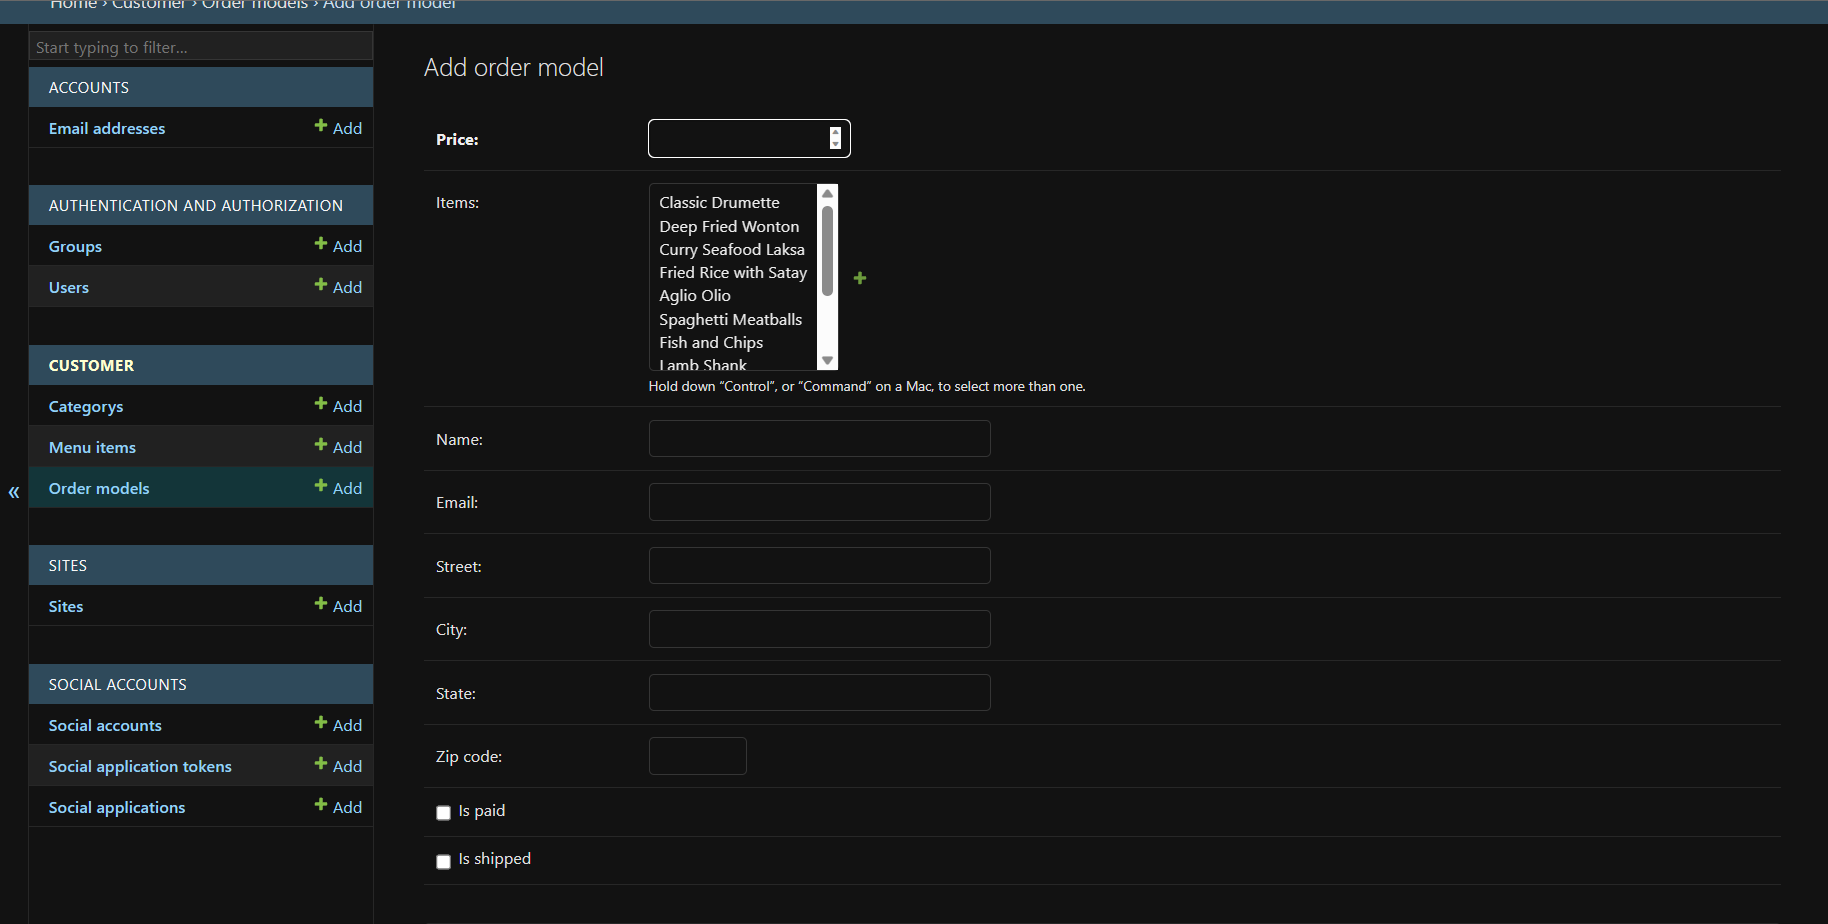 Home › Customer › Order models › Add order model
Start typing to filter...
ACCOUNTS
Email addresses + Add
AUTHENTICATION AND AUTHORIZATION
Groups + Add
Users + Add
CUSTOMER
Categorys + Add
Menu items + Add
Order models + Add
SITES
Sites + Add
SOCIAL ACCOUNTS
Social accounts + Add
Social application tokens + Add
Social applications + Add
«
Add order model
Price:
Items:
Classic Drumette
Deep Fried Wonton
Curry Seafood Laksa
Fried Rice with Satay
Aglio Olio
Spaghetti Meatballs
Fish and Chips
Lamb Shank
Hold down “Control”, or “Command” on a Mac, to select more than one.
Name:
Email:
Street:
City:
State:
Zip code:
Is paid
Is shipped